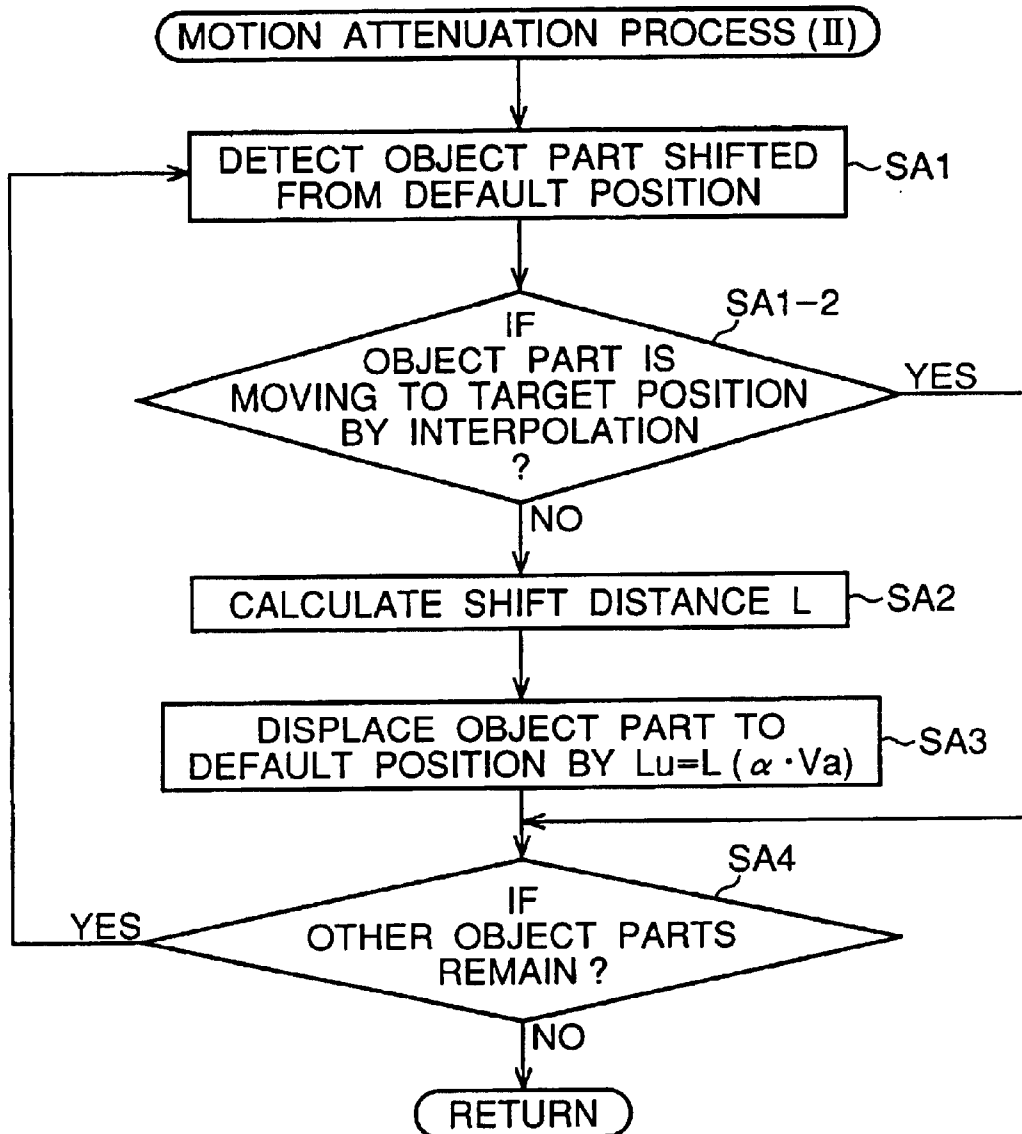 MOTION ATTENUATION PROCESS (II)
DETECT OBJECT PART SHIFTED
FROM DEFAULT POSITION
SA1
SA1-2
IF
OBJECT PART IS
MOVING TO TARGET POSITION
BY INTERPOLATION
?
YES
NO
CALCULATE SHIFT DISTANCE L
SA2
DISPLACE OBJECT PART TO
DEFAULT POSITION BY Lu=L (α・Va)
SA3
SA4
IF
OTHER OBJECT PARTS
REMAIN ?
YES
NO
RETURN